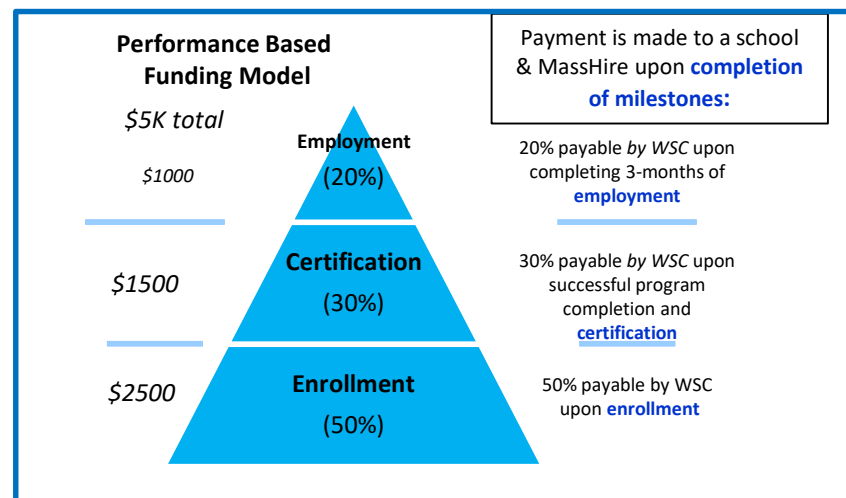 Performance Based
Funding Model
Payment is made to a school
& MassHire upon completion
of milestones:
$5K total
$1000
Employment
(20%)
20% payable by WSC upon
completing 3-months of
employment
$1500
Certification
(30%)
30% payable by WSC upon
successful program
completion and
certification
$2500
Enrollment
(50%)
50% payable by WSC
upon enrollment